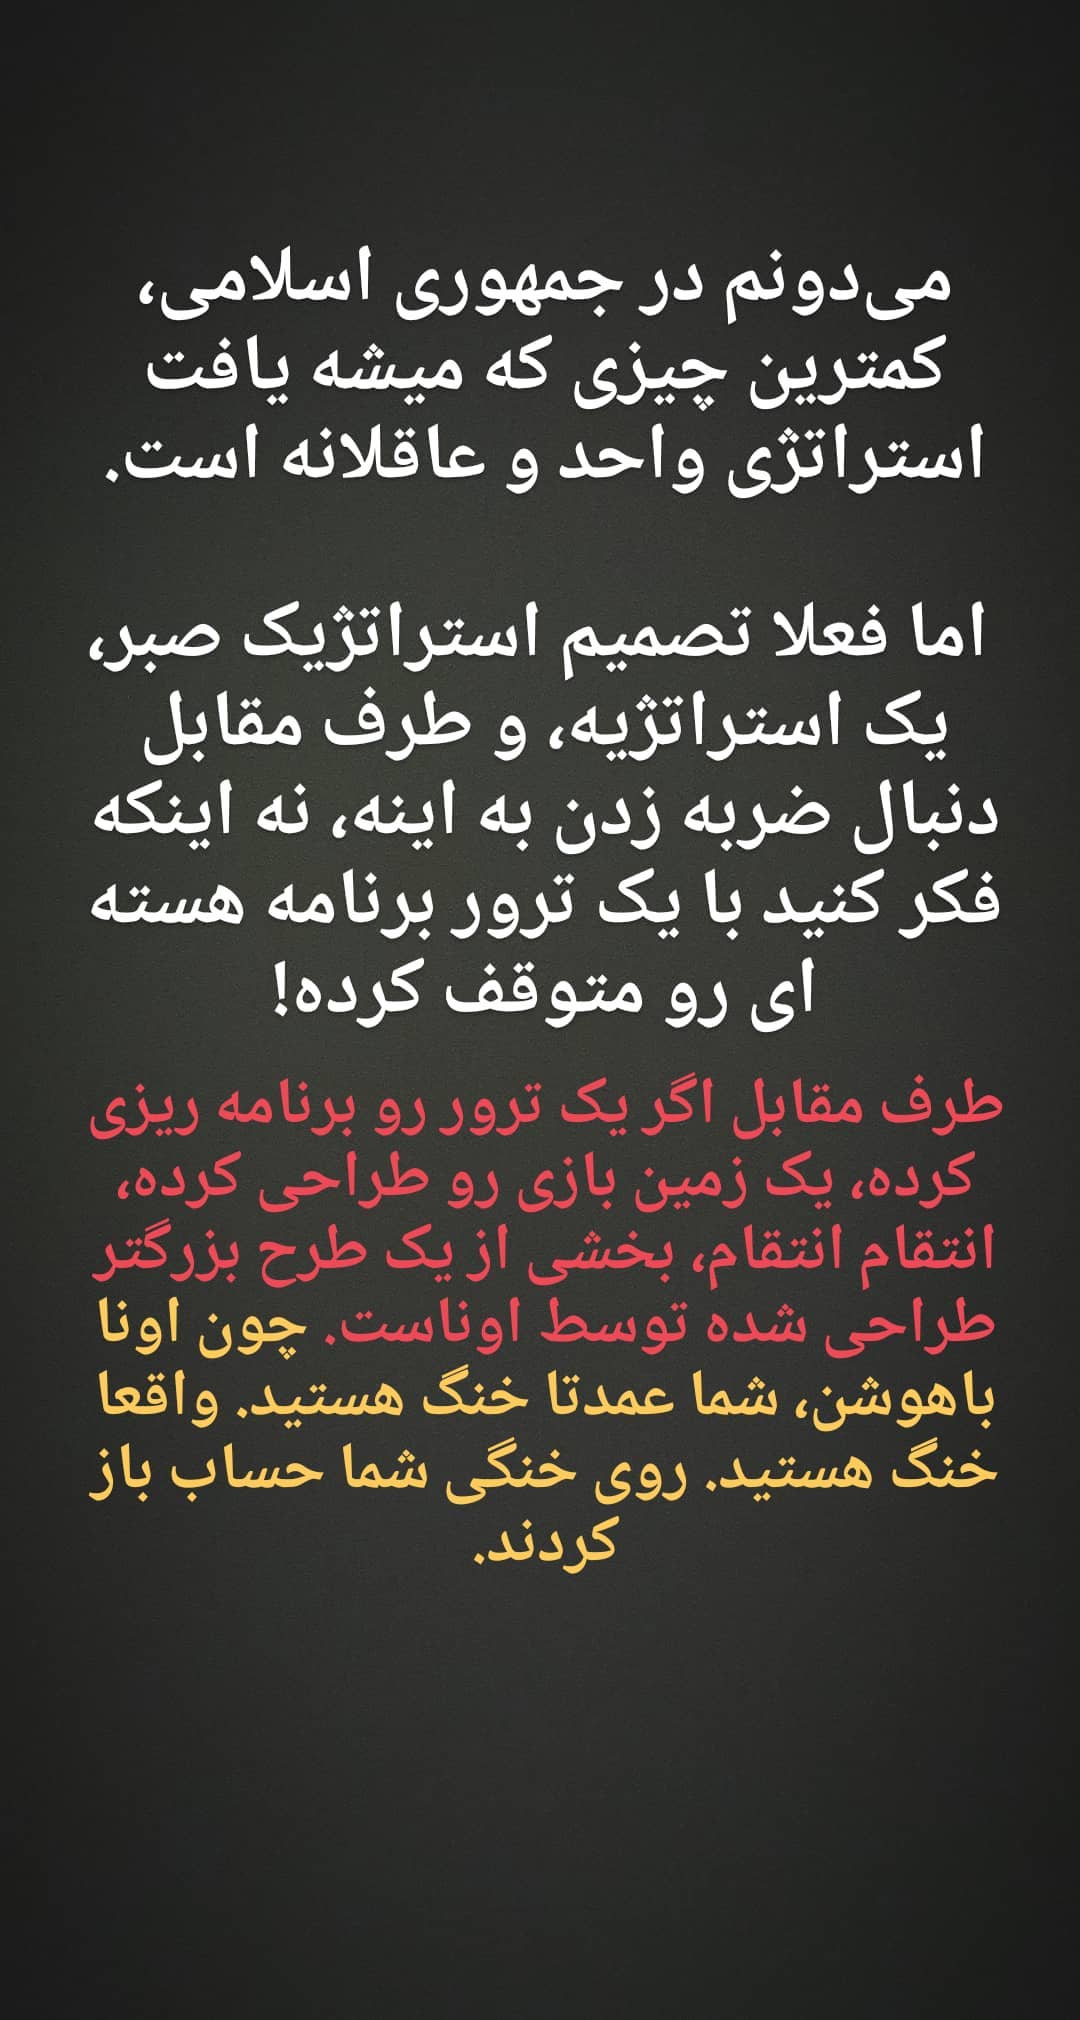 می‌دونم در جمهوری اسلامی،
کمترین چیزی که میشه یافت
استراتژی واحد و عاقلانه است.
اما فعلا تصمیم استراتژیک صبر،
یک استراتژیه، و طرف مقابل
دنبال ضربه زدن به اینه، نه اینکه
فکر کنید با یک ترور برنامه هسته
ای رو متوقف کرده!
طرف مقابل اگر یک ترور رو برنامه ریزی
کرده، یک زمین بازی رو طراحی کرده،
انتقام انتقام، بخشی از یک طرح بزرگتر
طراحی شده توسط اوناست. چون اونا
باهوشن، شما عمدتا خنگ هستید. واقعا
خنگ هستید. روی خنگی شما حساب باز
کردند.